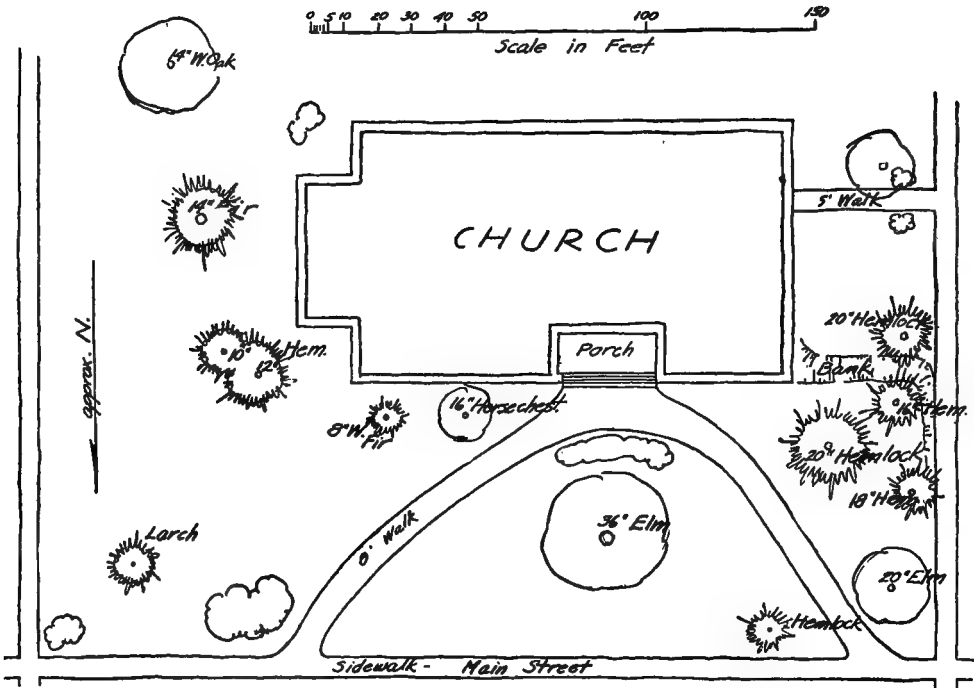 0 5 10 20 30 40 50 100 150
Scale in Feet
14" W. Oak
14" Fir
CHURCH
5' Walk
approx. N.
10"
12" Hem.
Porch
20" Hemlock
Bank
16" Hem.
8" W. Fir
16" Horsechest.
20" Hemlock
18" Hem.
36" Elm
8' Walk
Larch
20" Elm
Hemlock
Sidewalk - Main Street